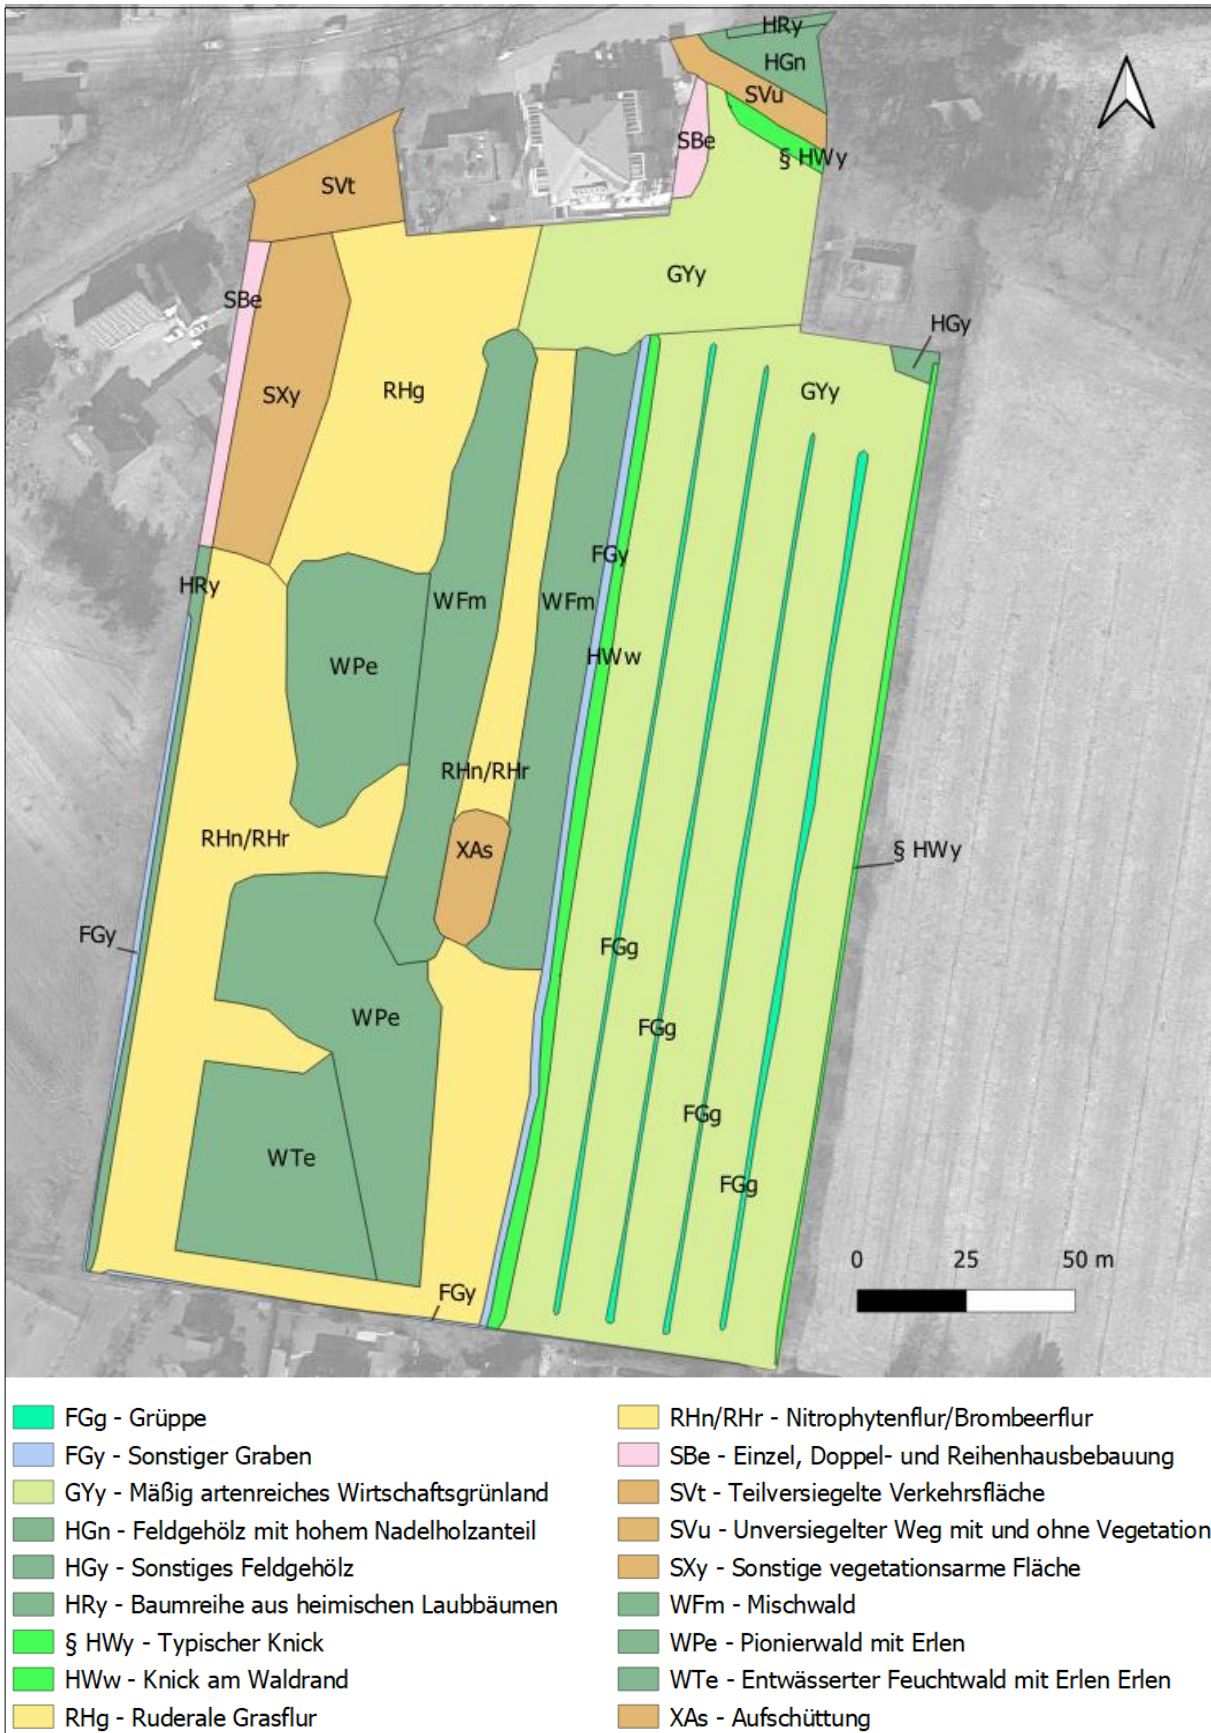 HRy
HGn
SVu
SBe
§ HWy
SVt
GYy
SBe
HGy
SXy
RHg
GYy
FGy
HRy
WFm
WFm
HWw
WPe
RHn/RHr
RHn/RHr
XAs
§ HWy
FGy
FGg
WPe
FGg
FGg
WTe
FGg
0 25 50 m
FGy
FGg - Grüppe
FGy - Sonstiger Graben
GYy - Mäßig artenreiches Wirtschaftsgrünland
HGn - Feldgehölz mit hohem Nadelholzanteil
HGy - Sonstiges Feldgehölz
HRy - Baumreihe aus heimischen Laubbäumen
§ HWy - Typischer Knick
HWw - Knick am Waldrand
RHg - Ruderale Grasflur
RHn/RHr - Nitrophytenflur/Brombeerflur
SBe - Einzel, Doppel- und Reihenhausbebauung
SVt - Teilversiegelte Verkehrsfläche
SVu - Unversiegelter Weg mit und ohne Vegetation
SXy - Sonstige vegetationsarme Fläche
WFm - Mischwald
WPe - Pionierwald mit Erlen
WTe - Entwässerter Feuchtwald mit Erlen Erlen
XAs - Aufschüttung